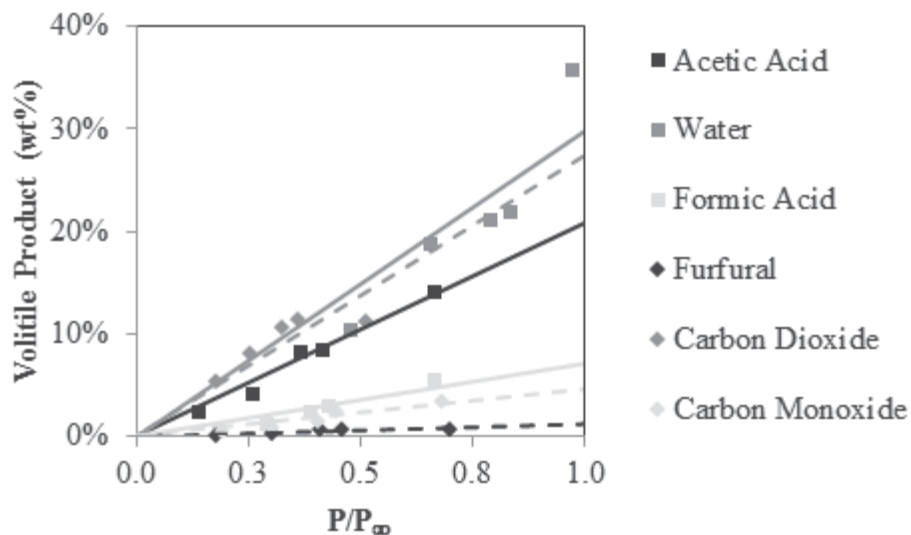 40%
30%
20%
10%
0%
Volitile Product (wt%)
0.0
0.3
0.5
0.8
1.0
P/P∞
Acetic Acid
Water
Formic Acid
Furfural
Carbon Dioxide
Carbon Monoxide